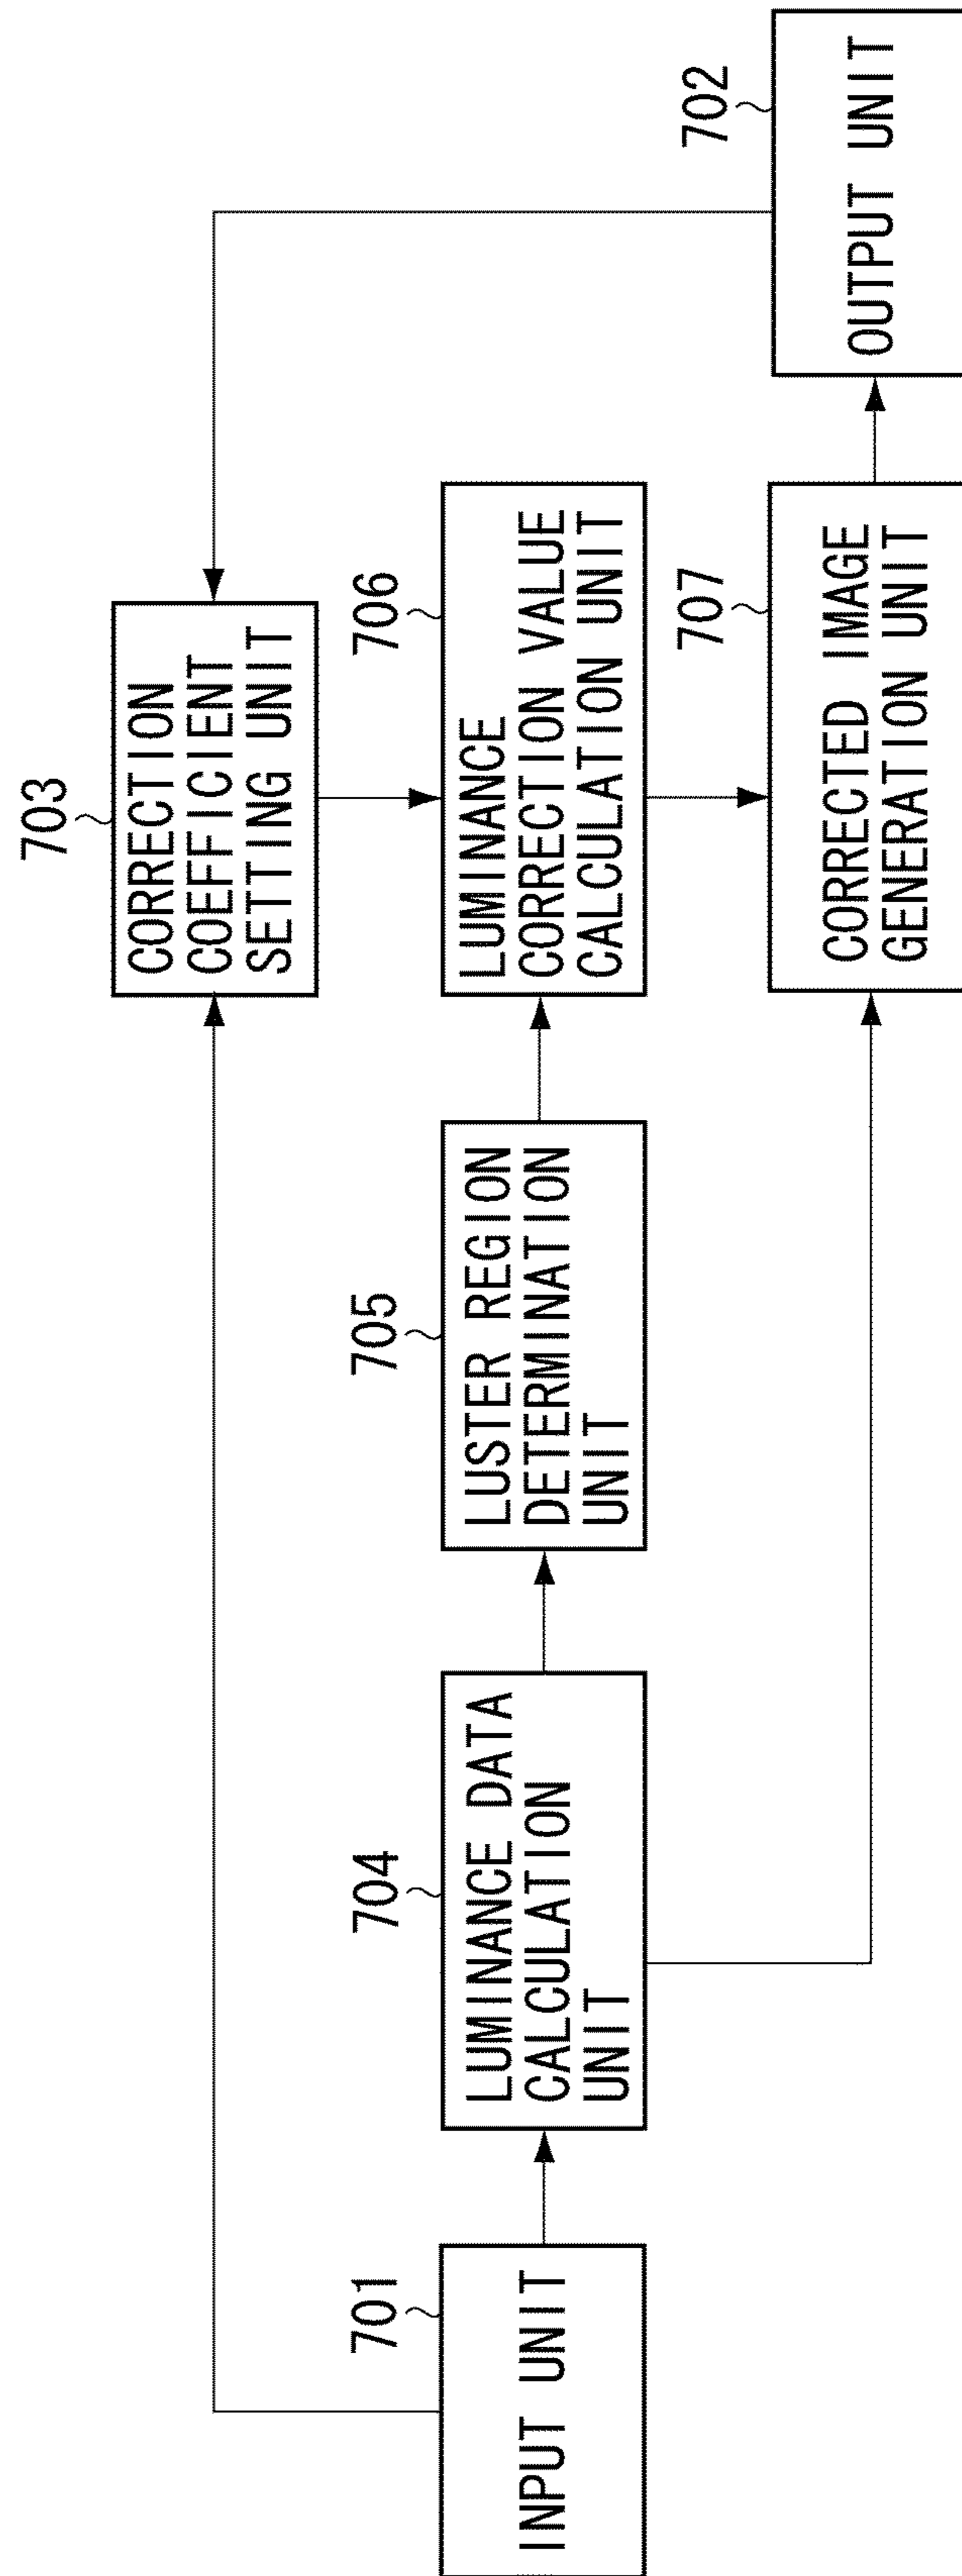 703
CORRECTION
COEFFICIENT
SETTING UNIT
701
INPUT UNIT
704
LUMINANCE DATA
CALCULATION
UNIT
705
LUSTER REGION
DETERMINATION
UNIT
706
LUMINANCE
CORRECTION VALUE
CALCULATION UNIT
707
CORRECTED IMAGE
GENERATION UNIT
702
OUTPUT UNIT